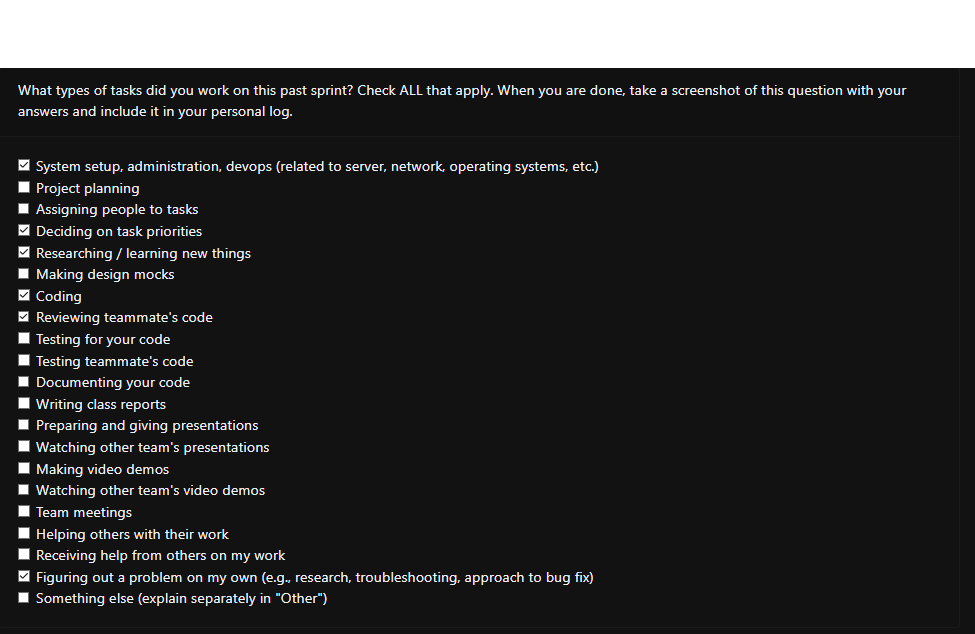 What types of tasks did you work on this past sprint? Check ALL that apply. When you are done, take a screenshot of this question with your
answers and include it in your personal log.
System setup, administration, devops (related to server, network, operating systems, etc.)
Project planning
Assigning people to tasks
Deciding on task priorities
Researching / learning new things
Making design mocks
Coding
Reviewing teammate's code
Testing for your code
Testing teammate's code
Documenting your code
Writing class reports
Preparing and giving presentations
Watching other team's presentations
Making video demos
Watching other team's video demos
Team meetings
Helping others with their work
Receiving help from others on my work
Figuring out a problem on my own (e.g., research, troubleshooting, approach to bug fix)
Something else (explain separately in "Other")